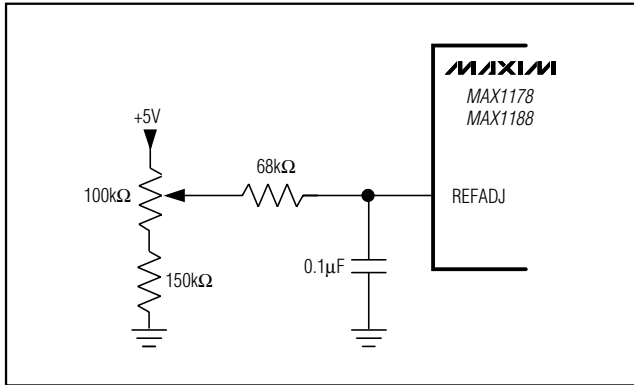 MAXIM
MAX1178
MAX1188
+5V
68kΩ
100kΩ
REFADJ
0.1µF
150kΩ